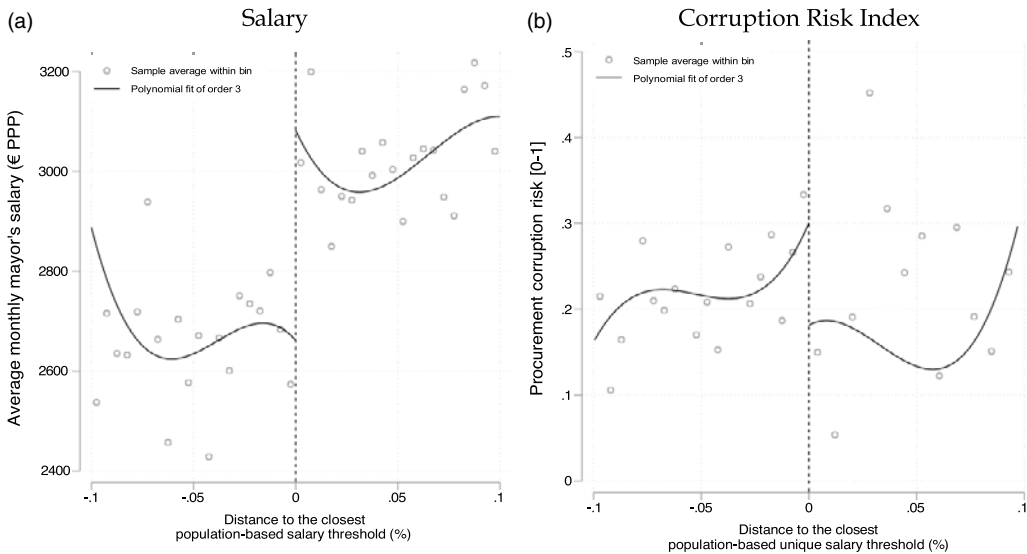 (a)
Salary
Sample average within bin
Polynomial fit of order 3
Average monthly mayor's salary (€ PPP)
3200
3000
2800
2600
2400
-.1
-.05
0
.05
.1
Distance to the closest
population-based salary threshold (%)
(b)
Corruption Risk Index
Sample average within bin
Polynomial fit of order 3
Procurement corruption risk [0-1]
.5
.4
.3
.2
.1
0
-.1
-.05
0
.05
.1
Distance to the closest
population-based unique salary threshold (%)